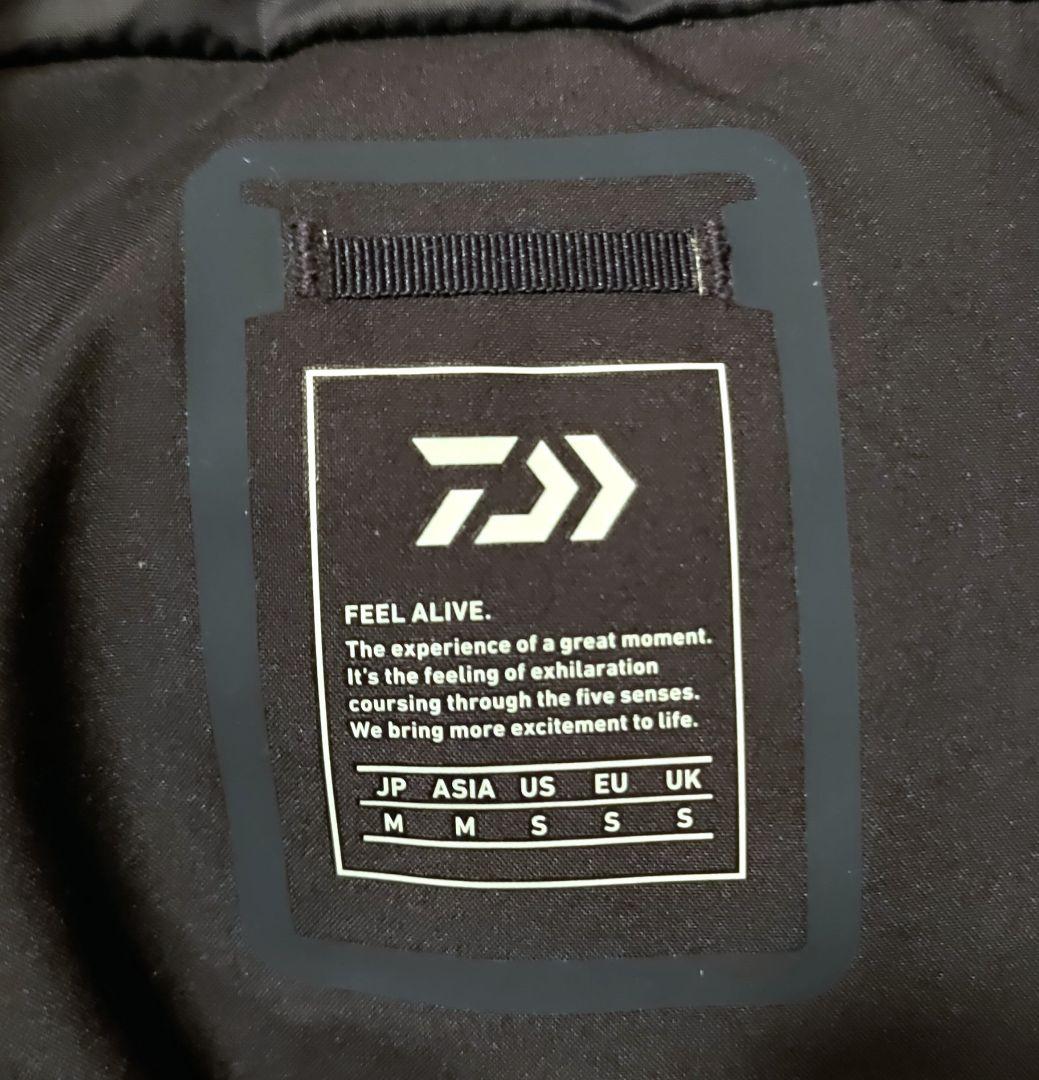 FEEL ALIVE.
The experience of a great moment.
It's the feeling of exhilaration
coursing through the five senses.
We bring more excitement to life.
JP ASIA US EU UK
M M S S S